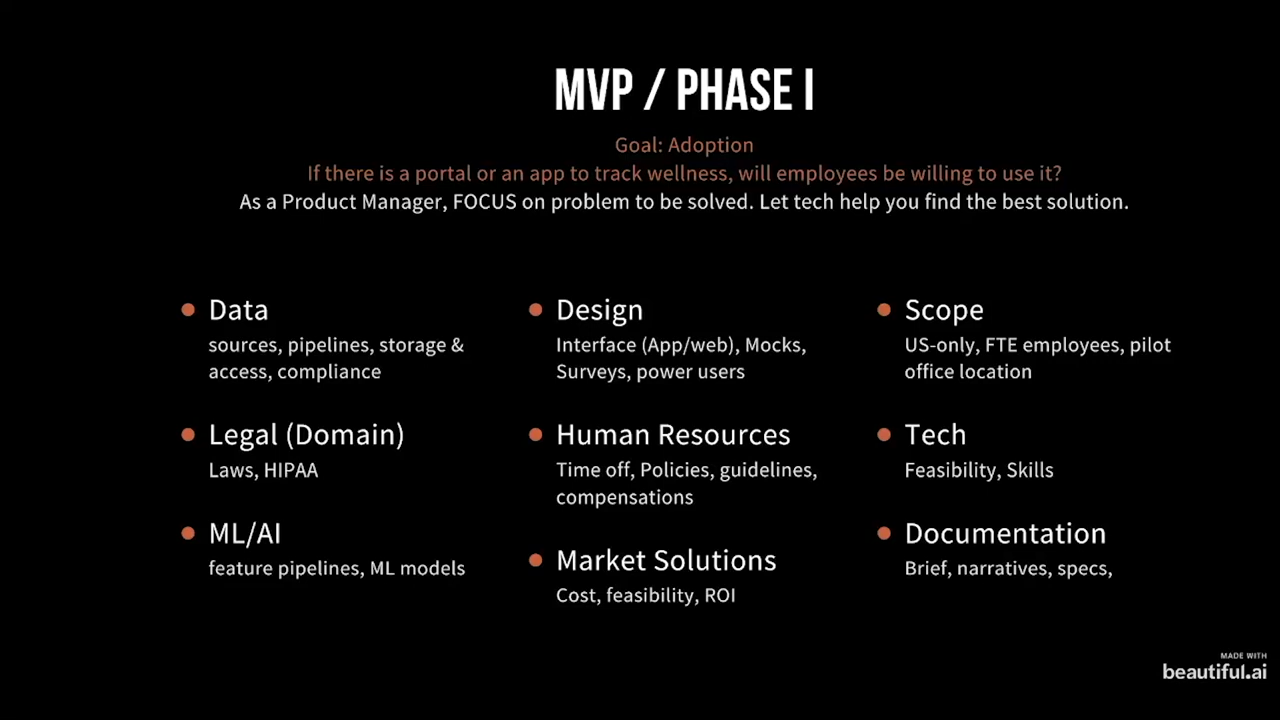 MVP / PHASE I
Goal: Adoption
If there is a portal or an app to track wellness, will employees be willing to use it?
As a Product Manager, FOCUS on problem to be solved. Let tech help you find the best solution.
Data
sources, pipelines, storage &
access, compliance
Legal (Domain)
Laws, HIPAA
ML/AI
feature pipelines, ML models
Design
Interface (App/web), Mocks,
Surveys, power users
Human Resources
Time off, Policies, guidelines,
compensations
Market Solutions
Cost, feasibility, ROI
Scope
US-only, FTE employees, pilot
office location
Tech
Feasibility, Skills
Documentation
Brief, narratives, specs,
MADE WITH
beautiful.ai